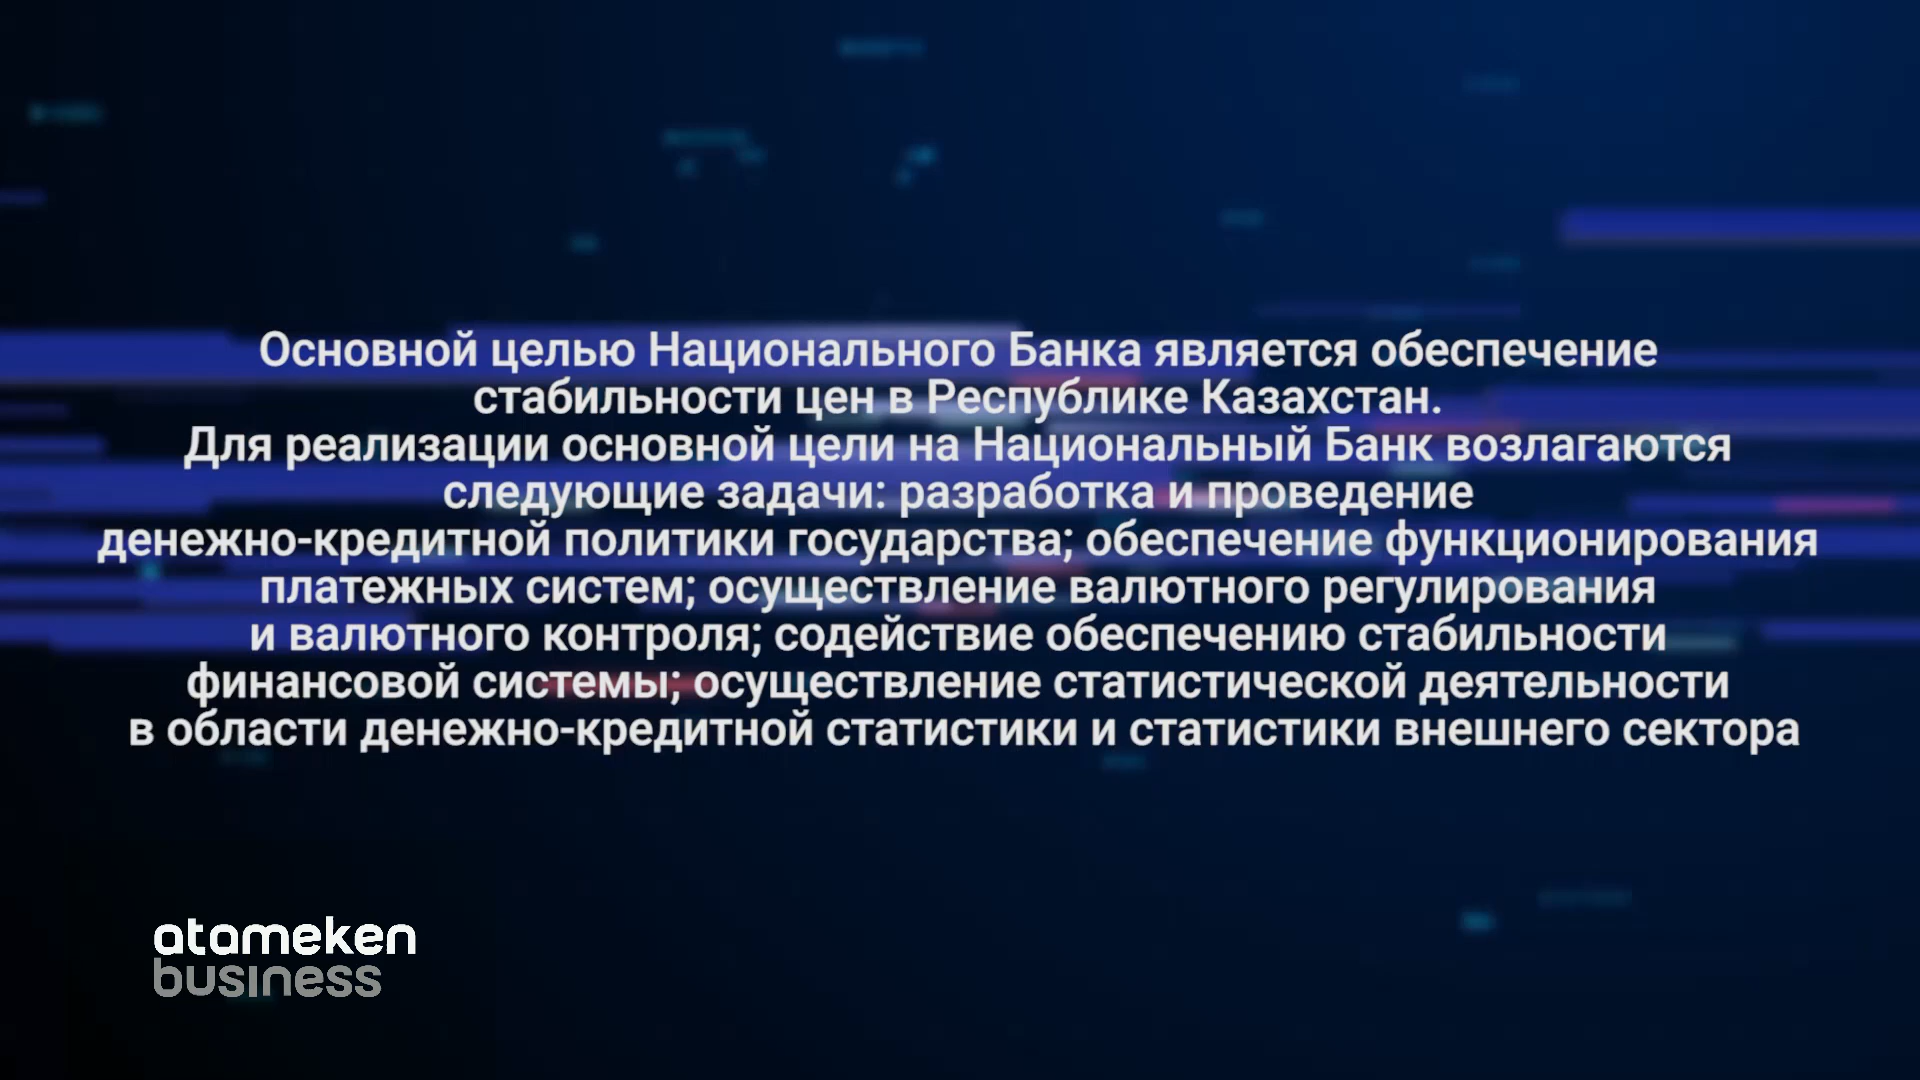 Основной целью Национального Банка является обеспечение
стабильности цен в Республике Казахстан.
Для реализации основной цели на Национальный Банк возлагаются
следующие задачи: разработка и проведение
денежно-кредитной политики государства; обеспечение функционирования
платежных систем; осуществление валютного регулирования
и валютного контроля; содействие обеспечению стабильности
финансовой системы; осуществление статистической деятельности
в области денежно-кредитной статистики и статистики внешнего сектора
atameken
business